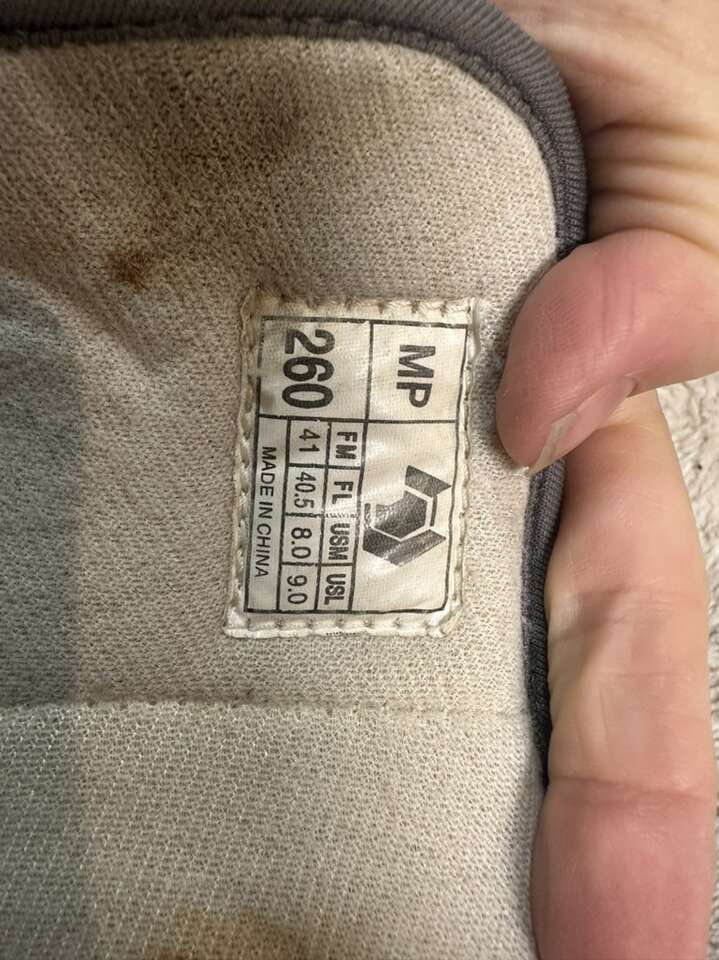 MP
260
FM FL USM USL
41 40.5 8.0 9.0
MADE IN CHINA